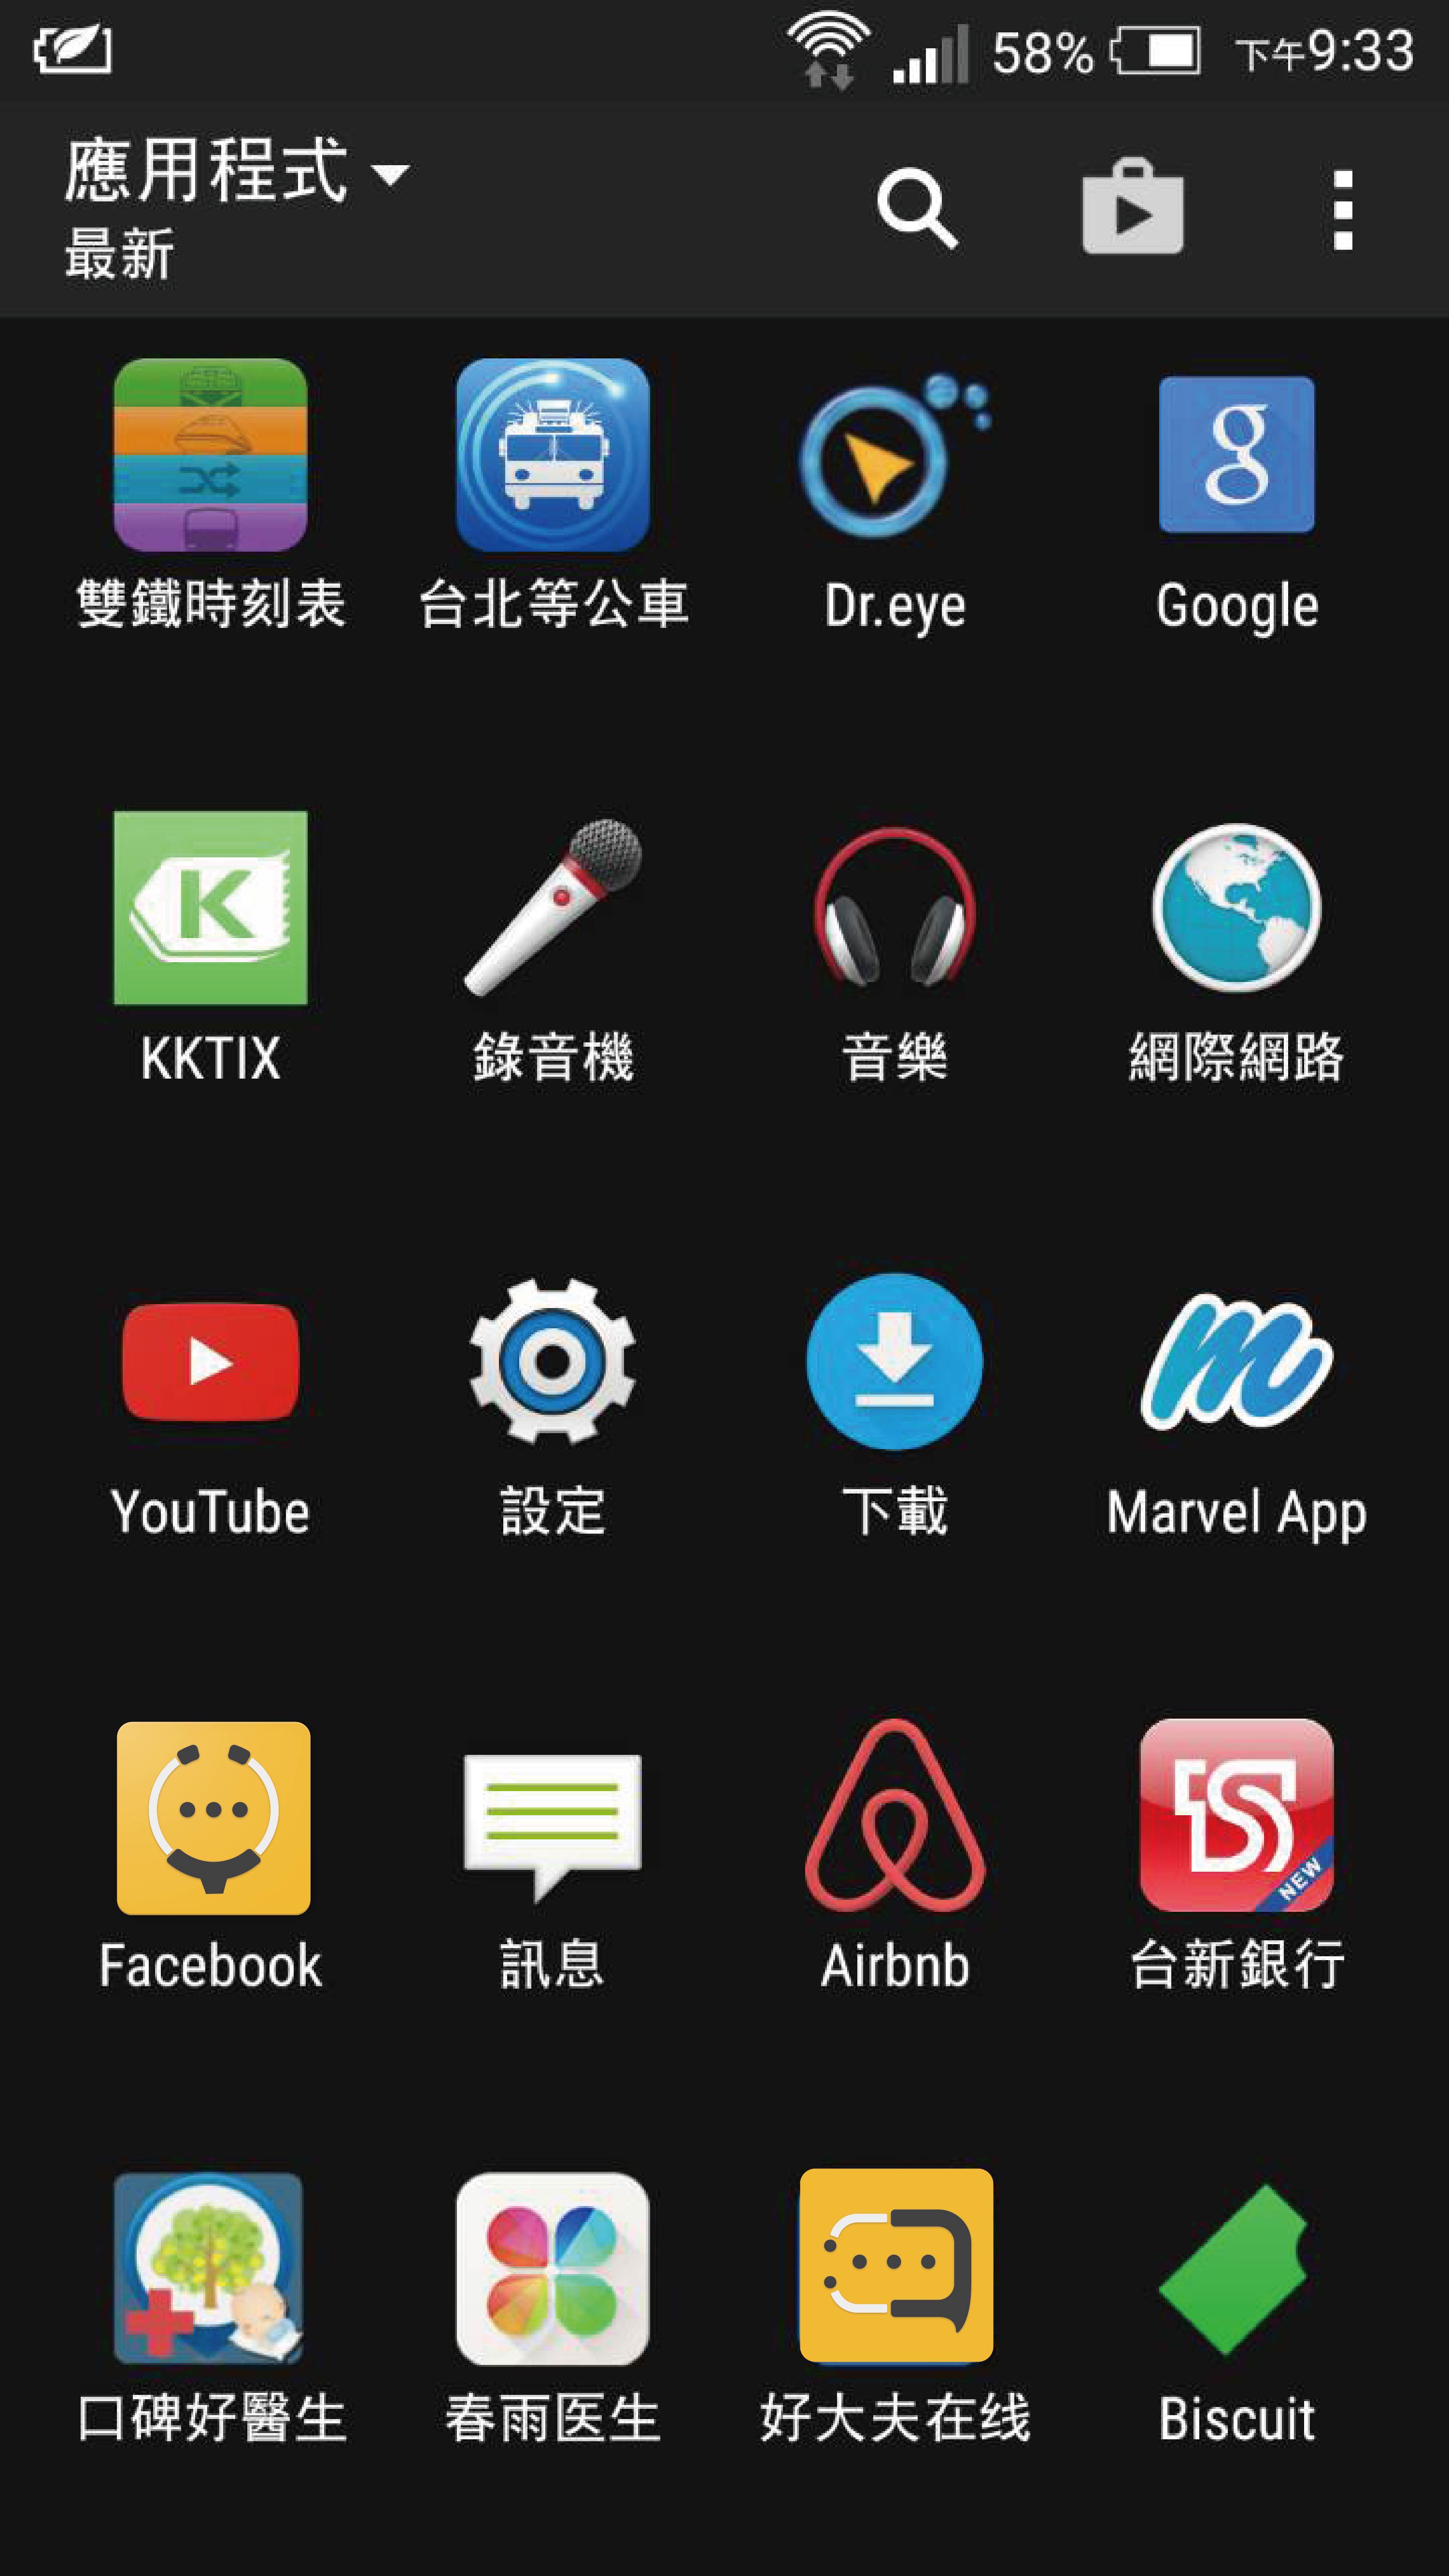 58% 下午9:33
應用程式
最新
雙鐵時刻表 台北等公車 Dr.eye Google
g
K
KKTIX 錄音機 音樂 網際網路
m
YouTube 設定 下載 Marvel App
TS
NEW
Facebook 訊息 Airbnb 台新銀行
口碑好醫生 春雨医生 好大夫在线 Biscuit